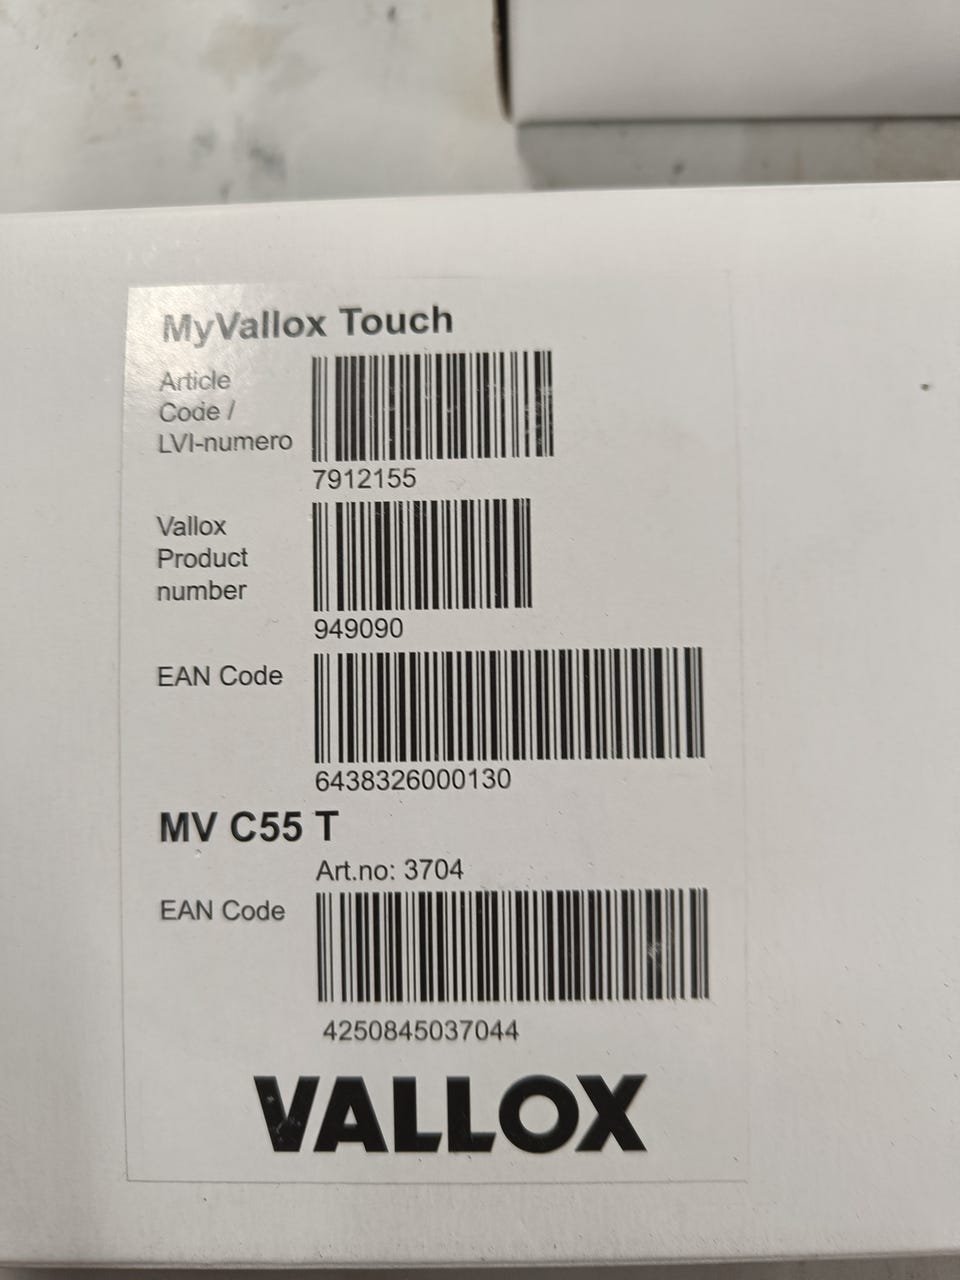 MyVallox Touch
Article
Code /
LVI-numero
7912155
Vallox
Product
number
949090
EAN Code
6438326000130
MV C55 T
Art.no: 3704
EAN Code
4250845037044
VALLOX